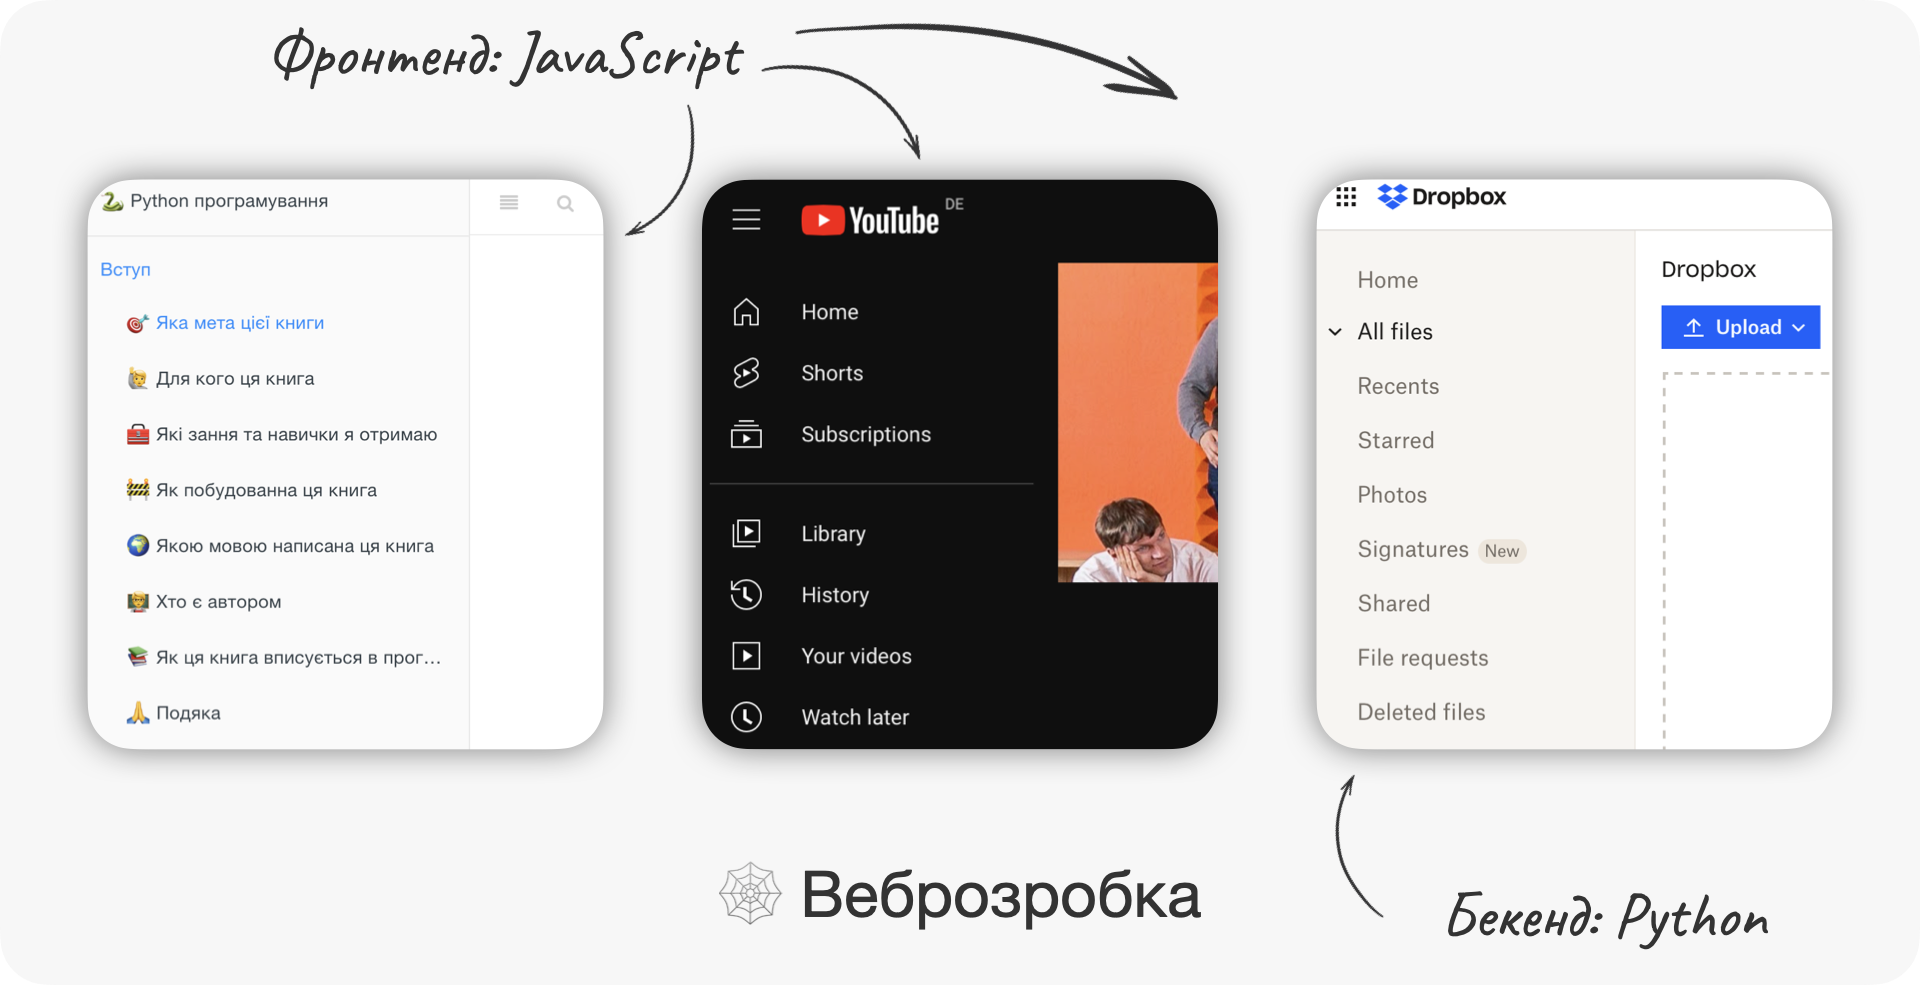 Фронтенд: JavaScript
Python програмування
Вступ
Яка мета цієї книги
Для кого ця книга
Які зання та навички я отримаю
Як побудованна ця книга
Якою мовою написана ця книга
Хто є автором
Як ця книга вписується в прог...
Подяка
YouTube DE
Home
Shorts
Subscriptions
Library
History
Your videos
Watch later
Dropbox
Home
All files
Recents
Starred
Photos
Signatures New
Shared
File requests
Deleted files
Dropbox
Upload
Веброзробка
Бекенд: Python